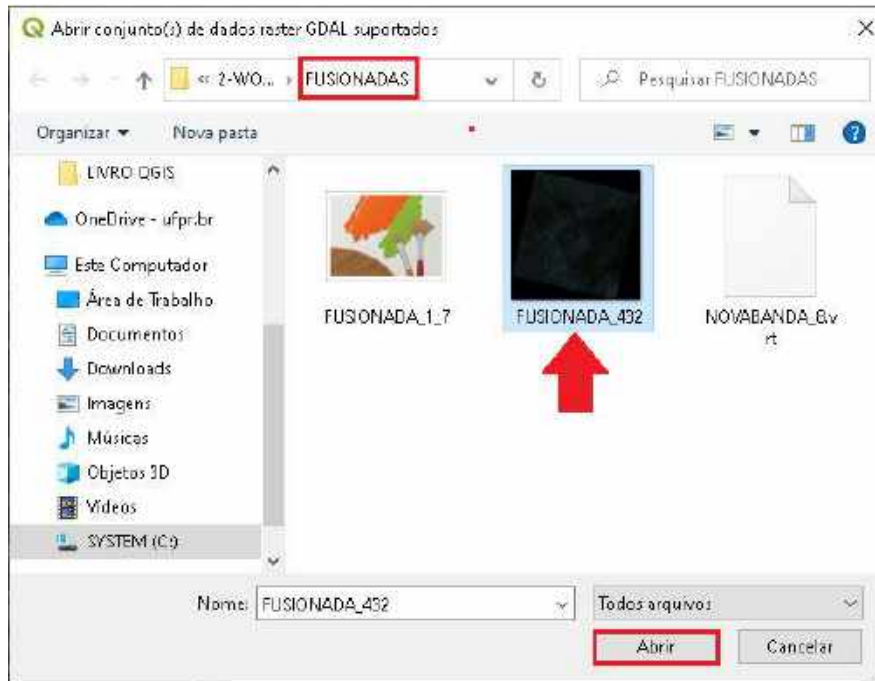 Abrir conjunto(s) de dados raster GDAL suportados
« 2-WO... › FUSIONADAS
Pesquisar FUSIONADAS
Organizar
Nova pasta
LIVRO QGIS
OneDrive - ufpr.br
Este Computador
Área de Trabalho
Documentos
Downloads
Imagens
Músicas
Objetos 3D
Vídeos
SYSTEM (C:)
FUSIONADA_1_7
FUSIONADA_432
NOVABANDA_8.v
rt
Nome: FUSIONADA_432
Todos arquivos
Abrir
Cancelar